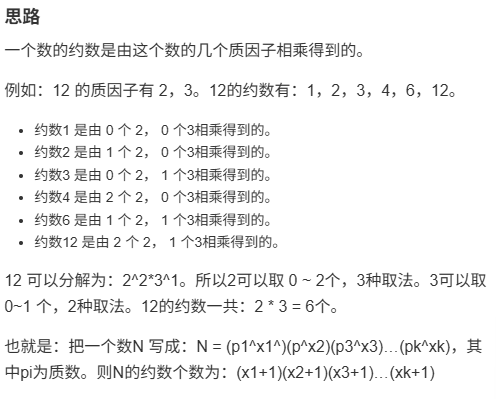 思路
一个数的约数是由这个数的几个质因子相乘得到的。
例如：12 的质因子有 2，3。12的约数有：1，2，3，4，6，12。
• 约数1 是由 0 个 2， 0 个3相乘得到的。
• 约数2 是由 1 个 2， 0 个3相乘得到的。
• 约数3 是由 0 个 2， 1 个3相乘得到的。
• 约数4 是由 2 个 2， 0 个3相乘得到的。
• 约数6 是由 1 个 2， 1 个3相乘得到的。
• 约数12 是由 2 个 2， 1 个3相乘得到的。
12 可以分解为：2^2*3^1。所以2可以取 0 ~ 2个，3种取法。3可以取
0~1 个，2种取法。12的约数一共：2 * 3 = 6个。
也就是：把一个数N 写成：N = (p1^x1^)(p^x2)(p3^x3)…(pk^xk)，其
中pi为质数。则N的约数个数为：(x1+1)(x2+1)(x3+1)…(xk+1)